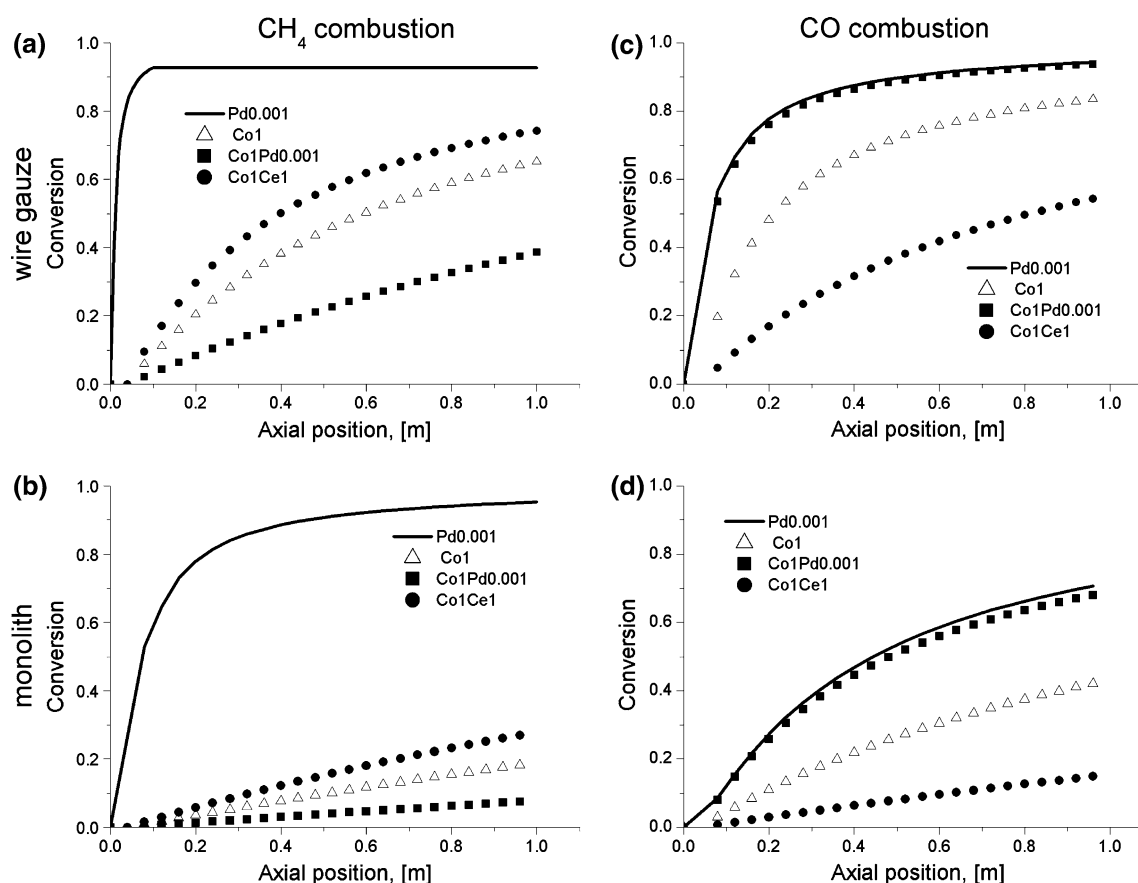 CH4 combustion
CO combustion
(a)
1.0
0.8
0.6
0.4
0.2
0.0
wire gauze
Conversion
Pd0.001
Co1
Co1Pd0.001
Co1Ce1
0.0 0.2 0.4 0.6 0.8 1.0
Axial position, [m]
(c)
1.0
0.8
0.6
0.4
0.2
0.0
Conversion
Pd0.001
Co1
Co1Pd0.001
Co1Ce1
0.0 0.2 0.4 0.6 0.8 1.0
Axial position, [m]
(b)
1.0
0.8
0.6
0.4
0.2
0.0
monolith
Conversion
Pd0.001
Co1
Co1Pd0.001
Co1Ce1
0.0 0.2 0.4 0.6 0.8 1.0
Axial position, [m]
(d)
1.0
0.8
0.6
0.4
0.2
0.0
Conversion
Pd0.001
Co1
Co1Pd0.001
Co1Ce1
0.0 0.2 0.4 0.6 0.8 1.0
Axial position, [m]